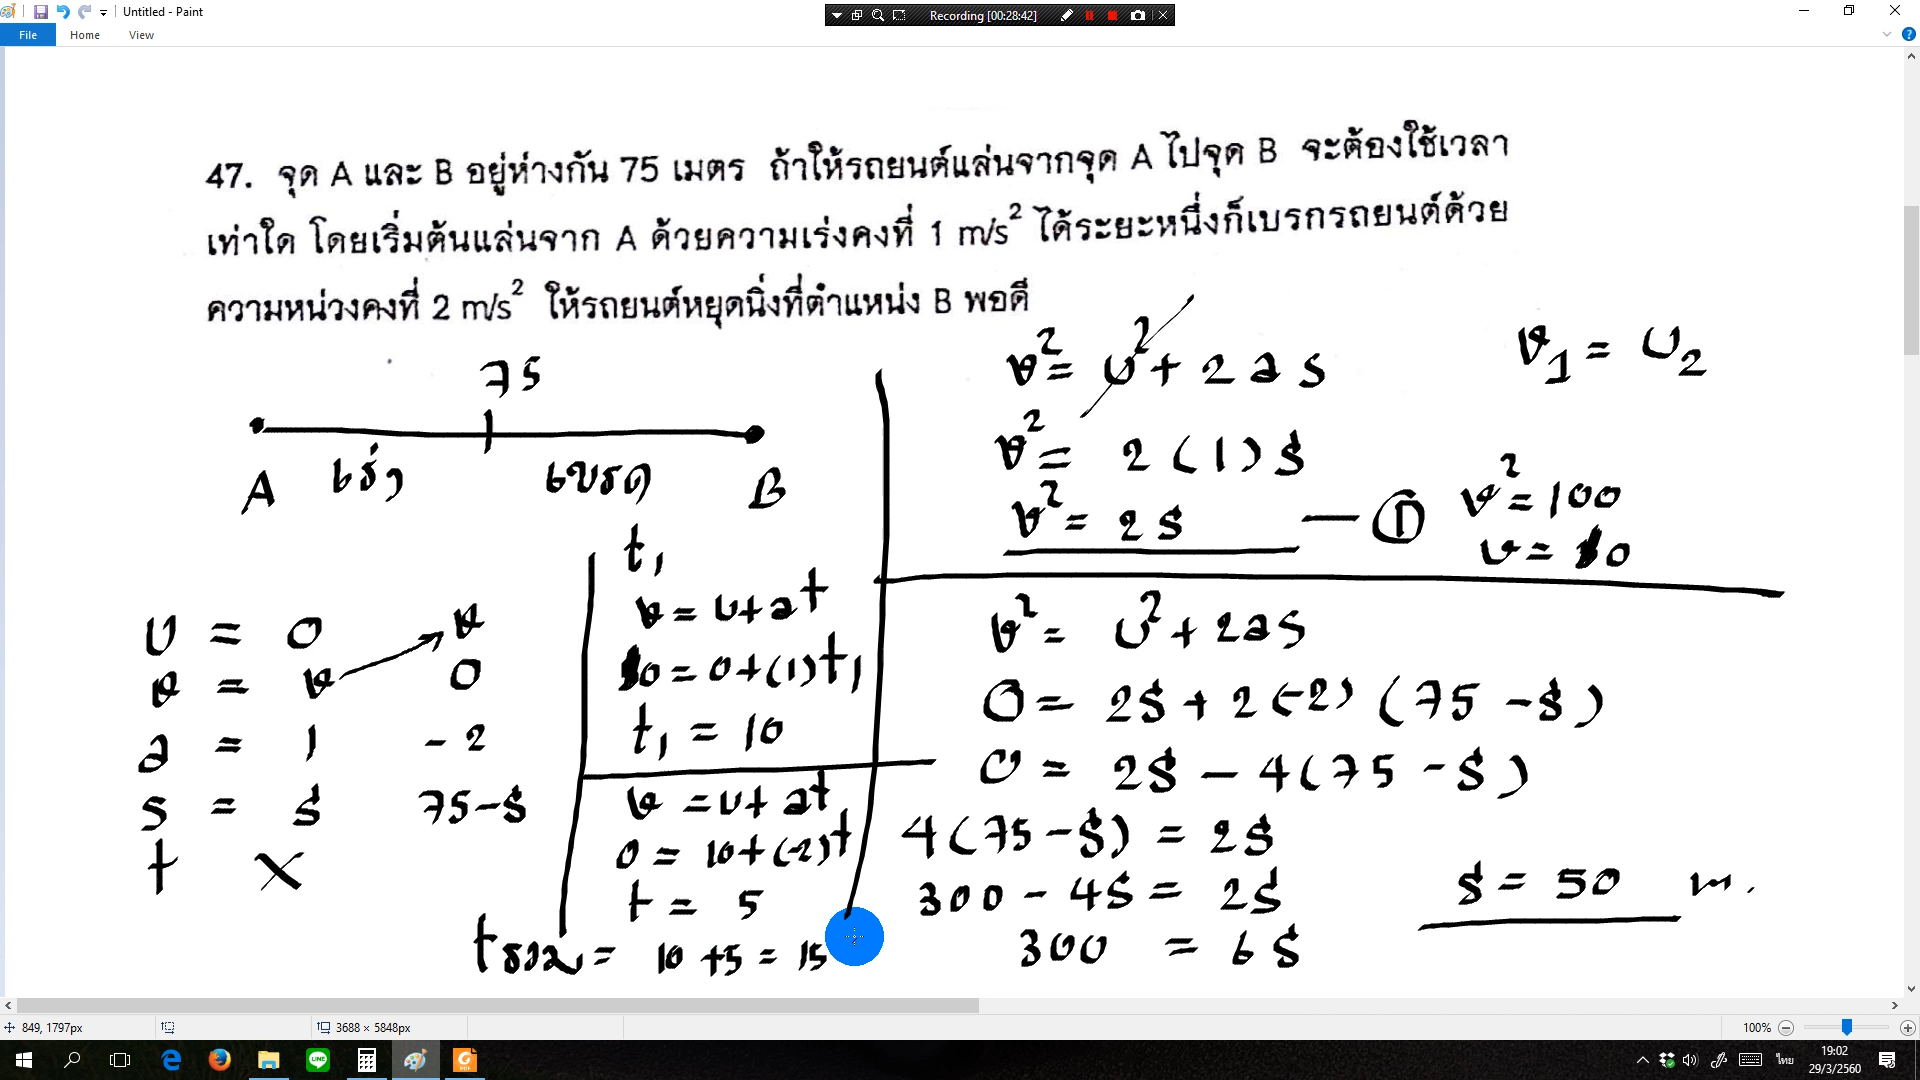 Untitled - Paint
Recording [00:28:42]
File Home View
47. จุด A และ B อยู่ห่างกัน 75 เมตร ถ้าให้รถยนต์แล่นจากจุด A ไปจุด B จะต้องใช้เวลา
เท่าใด โดยเริ่มต้นแล่นจาก A ด้วยความเร่งคงที่ 1 m/s² ได้ระยะหนึ่งก็เบรกรถยนต์ด้วย
ความหน่วงคงที่ 2 m/s² ให้รถยนต์หยุดนิ่งที่ตำแหน่ง B พอดี
75
A เร่ง เบรค B
u = 0 v
v = v 0
a = 1 -2
s = s 75-s
t ×
t₁
v = u+at
10 = 0+(1)t₁
t₁ = 10
v = u+at
0 = 10+(-2)t
t = 5
tรวม = 10+5 = 15
v² = u² + 2as
v² = 2(1)s
v² = 2s — ①
v₁ = u₂
v² = 100
v = 10
v² = u² + 2as
0 = 2s + 2(-2)(75-s)
0 = 2s - 4(75-s)
4(75-s) = 2s
300 - 4s = 2s
300 = 6s
s = 50 m.
849, 1797px
3688 × 5848px
100%
LINE
PDF
ไทย
19:02
29/3/2560